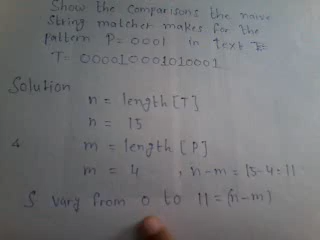 Show the comparisons the naive
String matcher makes for the
pattern P=0001 in text
T= 000010001010001
Solution
n = length [T]
n = 15
m = length [P]
m = 4 , n-m = 15-4=11
S vary from 0 to 11=(n-m)